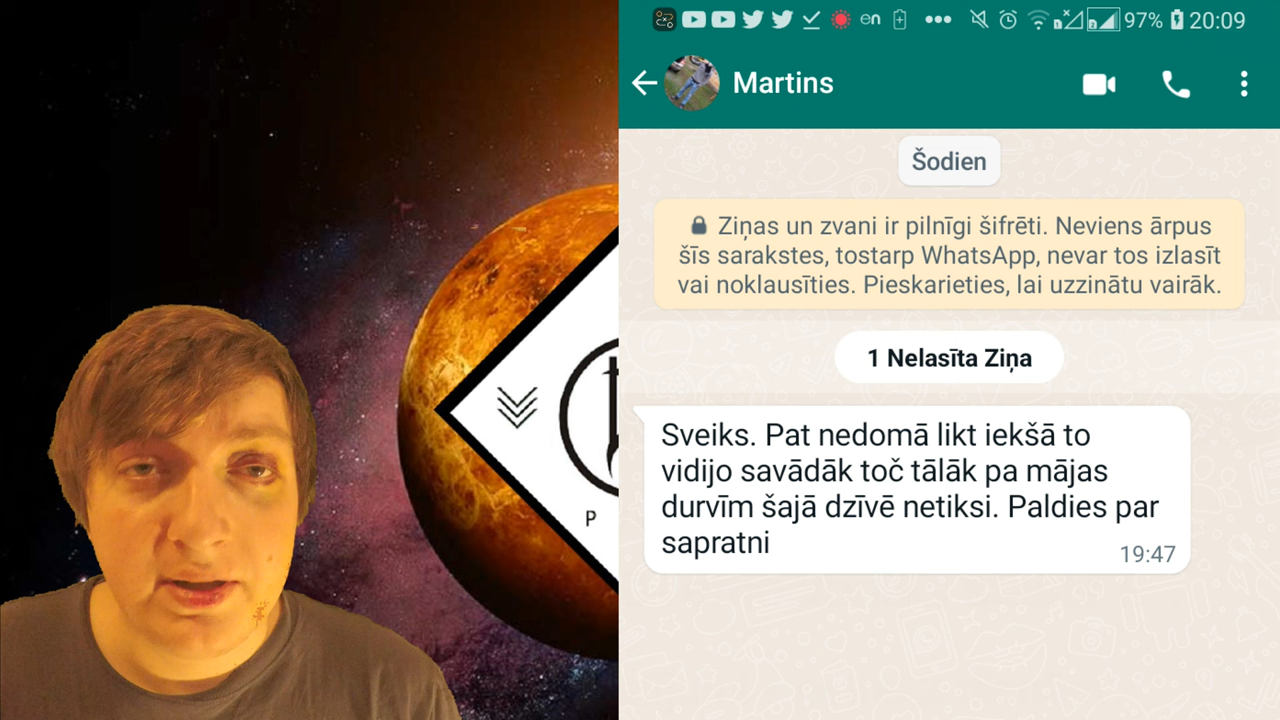 en
97%
20:09
Martins
Šodien
Ziņas un zvani ir pilnīgi šifrēti. Neviens ārpus
šīs sarakstes, tostarp WhatsApp, nevar tos izlasīt
vai noklausīties. Pieskarieties, lai uzzinātu vairāk.
1 Nelasīta Ziņa
Sveiks. Pat nedomā likt iekšā to
vidijo savādāk toč tālāk pa mājas
durvīm šajā dzīvē netiksi. Paldies par
sapratni
19:47
P